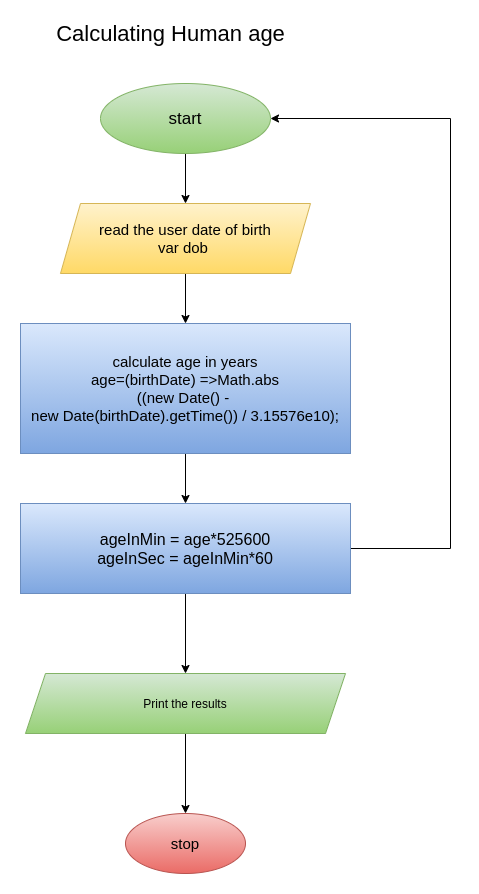 Calculating Human age
start
read the user date of birth
var dob
calculate age in years
age=(birthDate) =>Math.abs
((new Date() -
new Date(birthDate).getTime()) / 3.15576e10);
ageInMin = age*525600
ageInSec = ageInMin*60
Print the results
stop